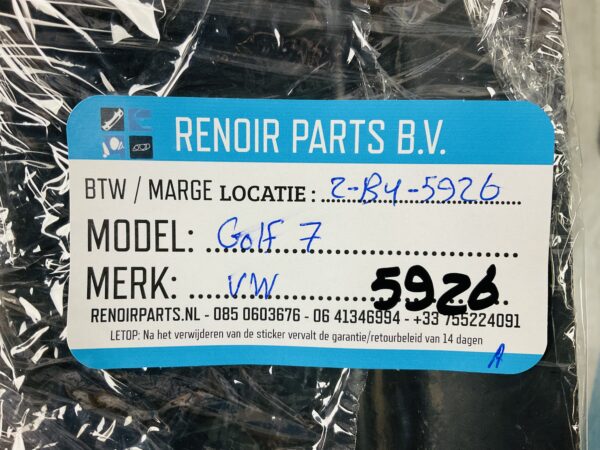 RENOIR PARTS B.V.
BTW / MARGE LOCATIE : 2-B4-5926
MODEL: Golf 7
MERK: VW 5926
RENOIRPARTS.NL - 085 0603676 - 06 41346994 - +33 755224091
LETOP: Na het verwijderen van de sticker vervalt de garantie/retourbeleid van 14 dagen
A